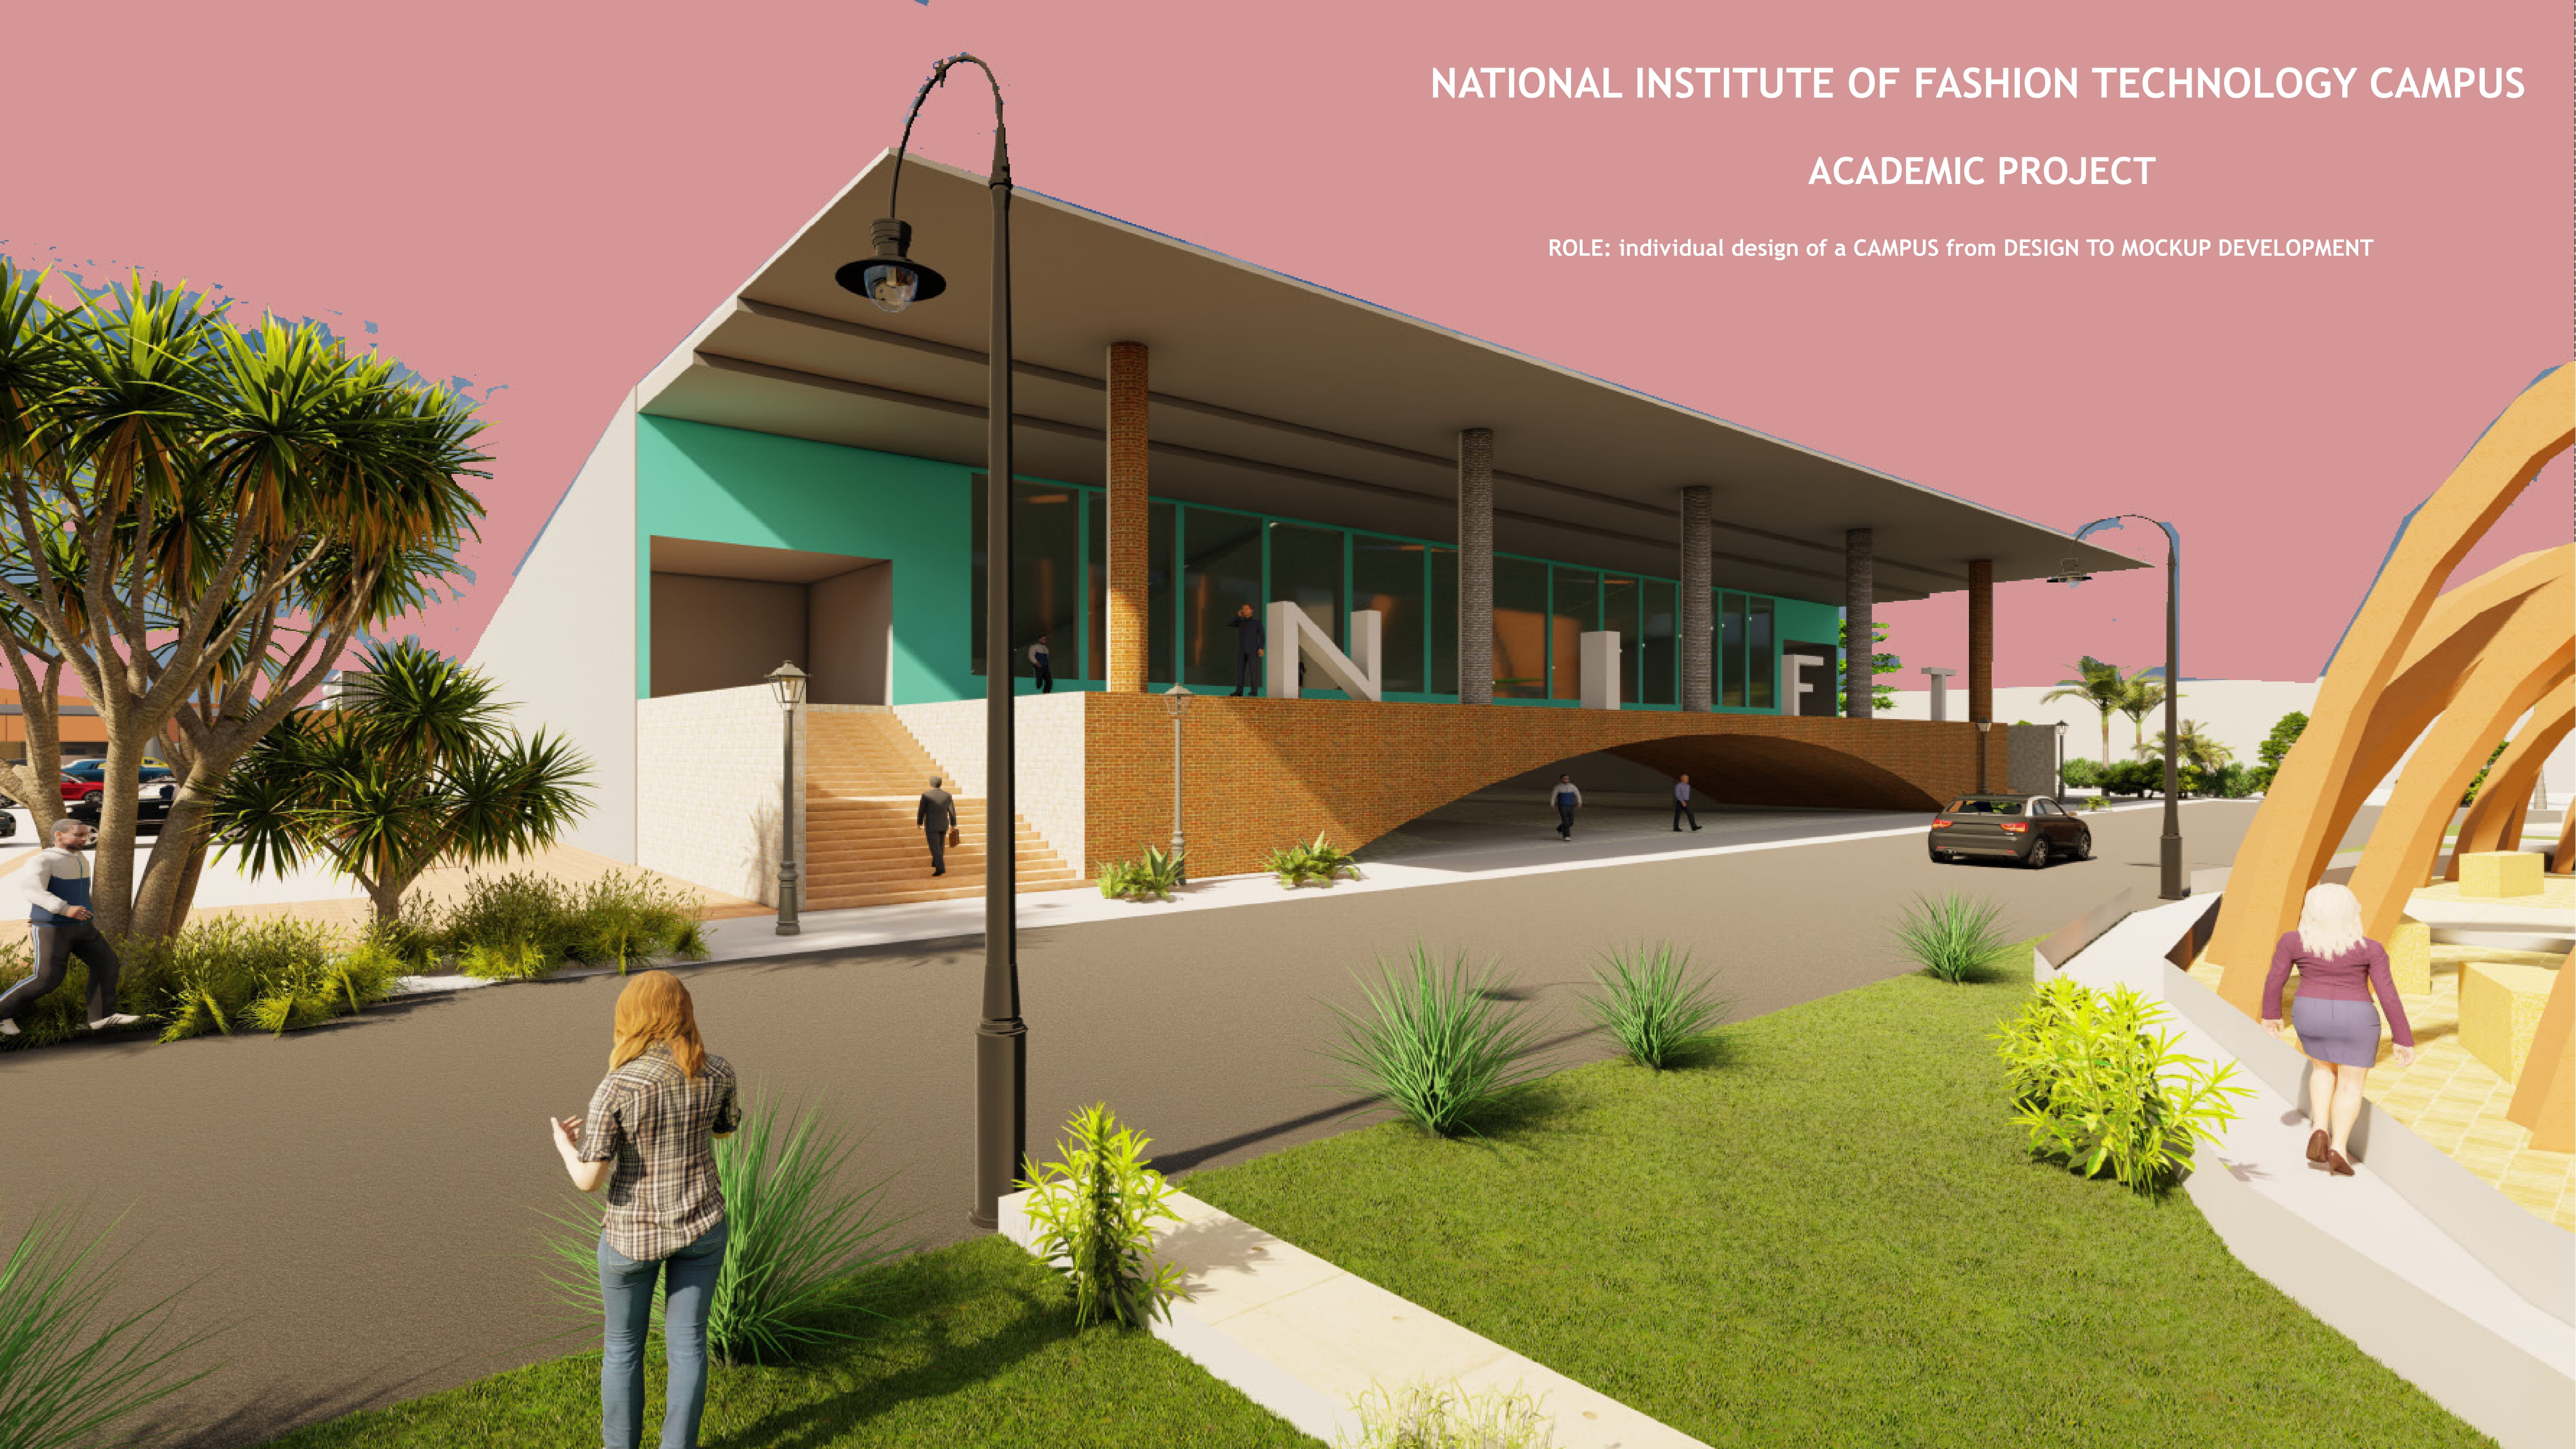 NATIONAL INSTITUTE OF FASHION TECHNOLOGY CAMPUS
ACADEMIC PROJECT
ROLE: individual design of a CAMPUS from DESIGN TO MOCKUP DEVELOPMENT
N I F T